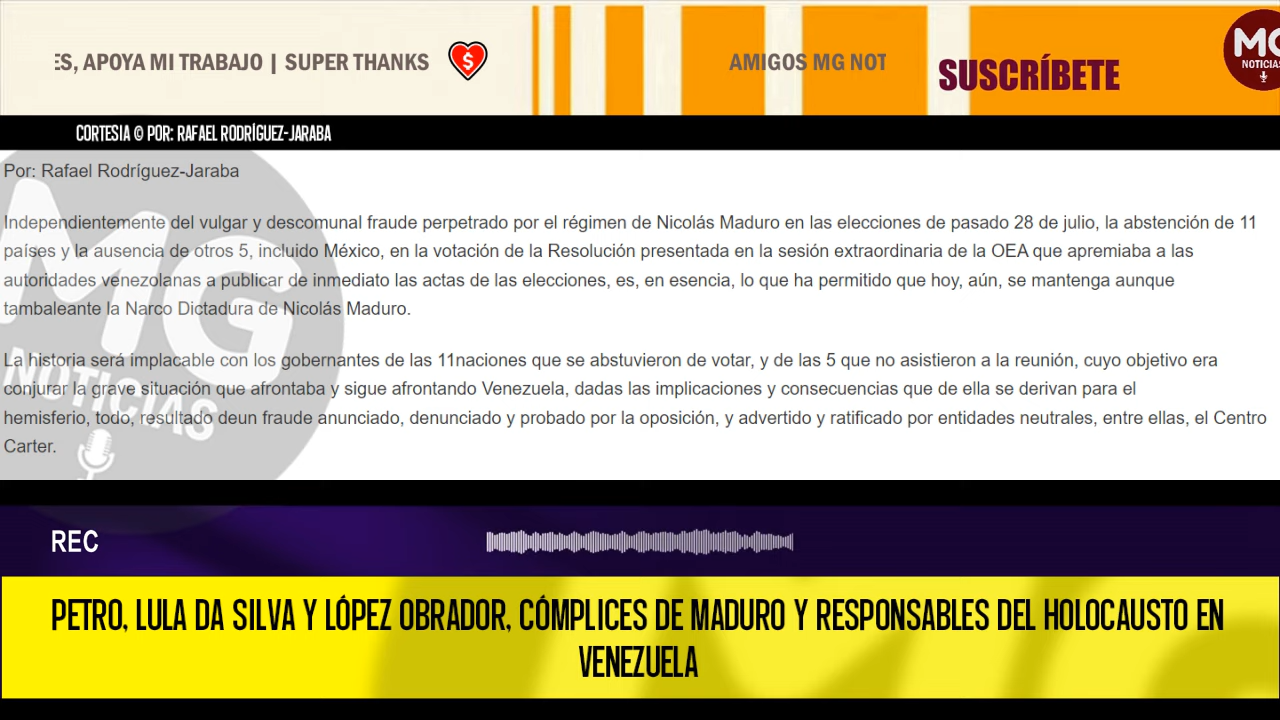 ES, APOYA MI TRABAJO | SUPER THANKS
$
AMIGOS MG NOT
SUSCRÍBETE
MG
NOTICIAS
CORTESIA © POR: RAFAEL RODRÍGUEZ-JARABA
Por: Rafael Rodríguez-Jaraba
Independientemente del vulgar y descomunal fraude perpetrado por el régimen de Nicolás Maduro en las elecciones de pasado 28 de julio, la abstención de 11
países y la ausencia de otros 5, incluido México, en la votación de la Resolución presentada en la sesión extraordinaria de la OEA que apremiaba a las
autoridades venezolanas a publicar de inmediato las actas de las elecciones, es, en esencia, lo que ha permitido que hoy, aún, se mantenga aunque
tambaleante la Narco Dictadura de Nicolás Maduro.
La historia será implacable con los gobernantes de las 11naciones que se abstuvieron de votar, y de las 5 que no asistieron a la reunión, cuyo objetivo era
conjurar la grave situación que afrontaba y sigue afrontando Venezuela, dadas las implicaciones y consecuencias que de ella se derivan para el
hemisferio, todo, resultado deun fraude anunciado, denunciado y probado por la oposición, y advertido y ratificado por entidades neutrales, entre ellas, el Centro
Carter.
MG
NOTICIAS
REC
PETRO, LULA DA SILVA Y LÓPEZ OBRADOR, CÓMPLICES DE MADURO Y RESPONSABLES DEL HOLOCAUSTO EN
VENEZUELA